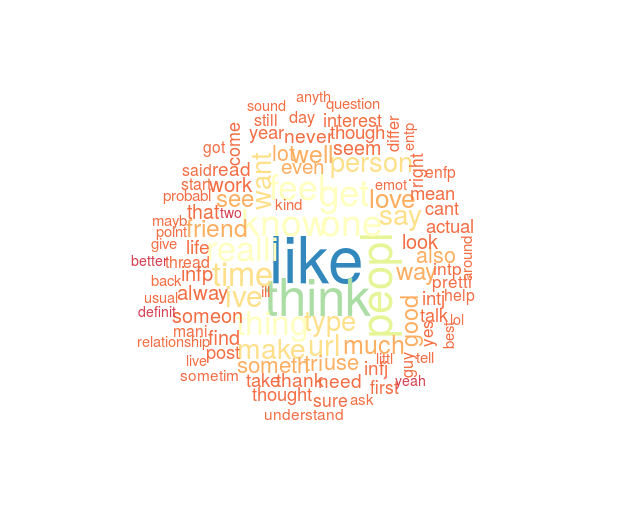 anyth
sound
question
still
day
interest
come
differ
entp
year
never
though
got
lot
well
seem
said
read
even
person
right
enfp
start
work
want
feel
get
emot
mean
probabl
see
kind
love
cant
that
two
say
maybe
friend
know
one
actual
point
give
life
realli
like
peopl
look
also
around
better
thread
infp
time
way
intp
back
ill
think
prettti
usual
alway
ive
intj
help
definit
someon
thing
type
good
talk
lol
mani
find
make
url
much
yes
best
relationship
post
live
someth
tri
use
infj
littl
guy
tell
sometim
take
thank
need
first
yeah
thought
sure
ask
understand